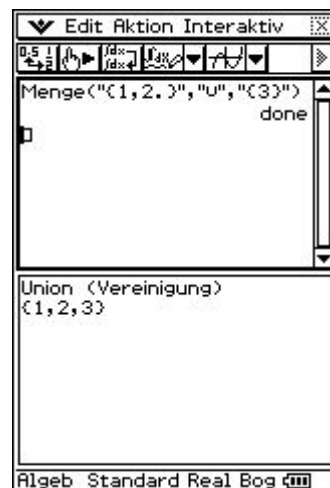 Edit Aktion Interaktiv
Menge("{1,2.}","∪","{3}")
done
Union (Vereinigung)
{1,2,3}
Algeb Standard Real Bog